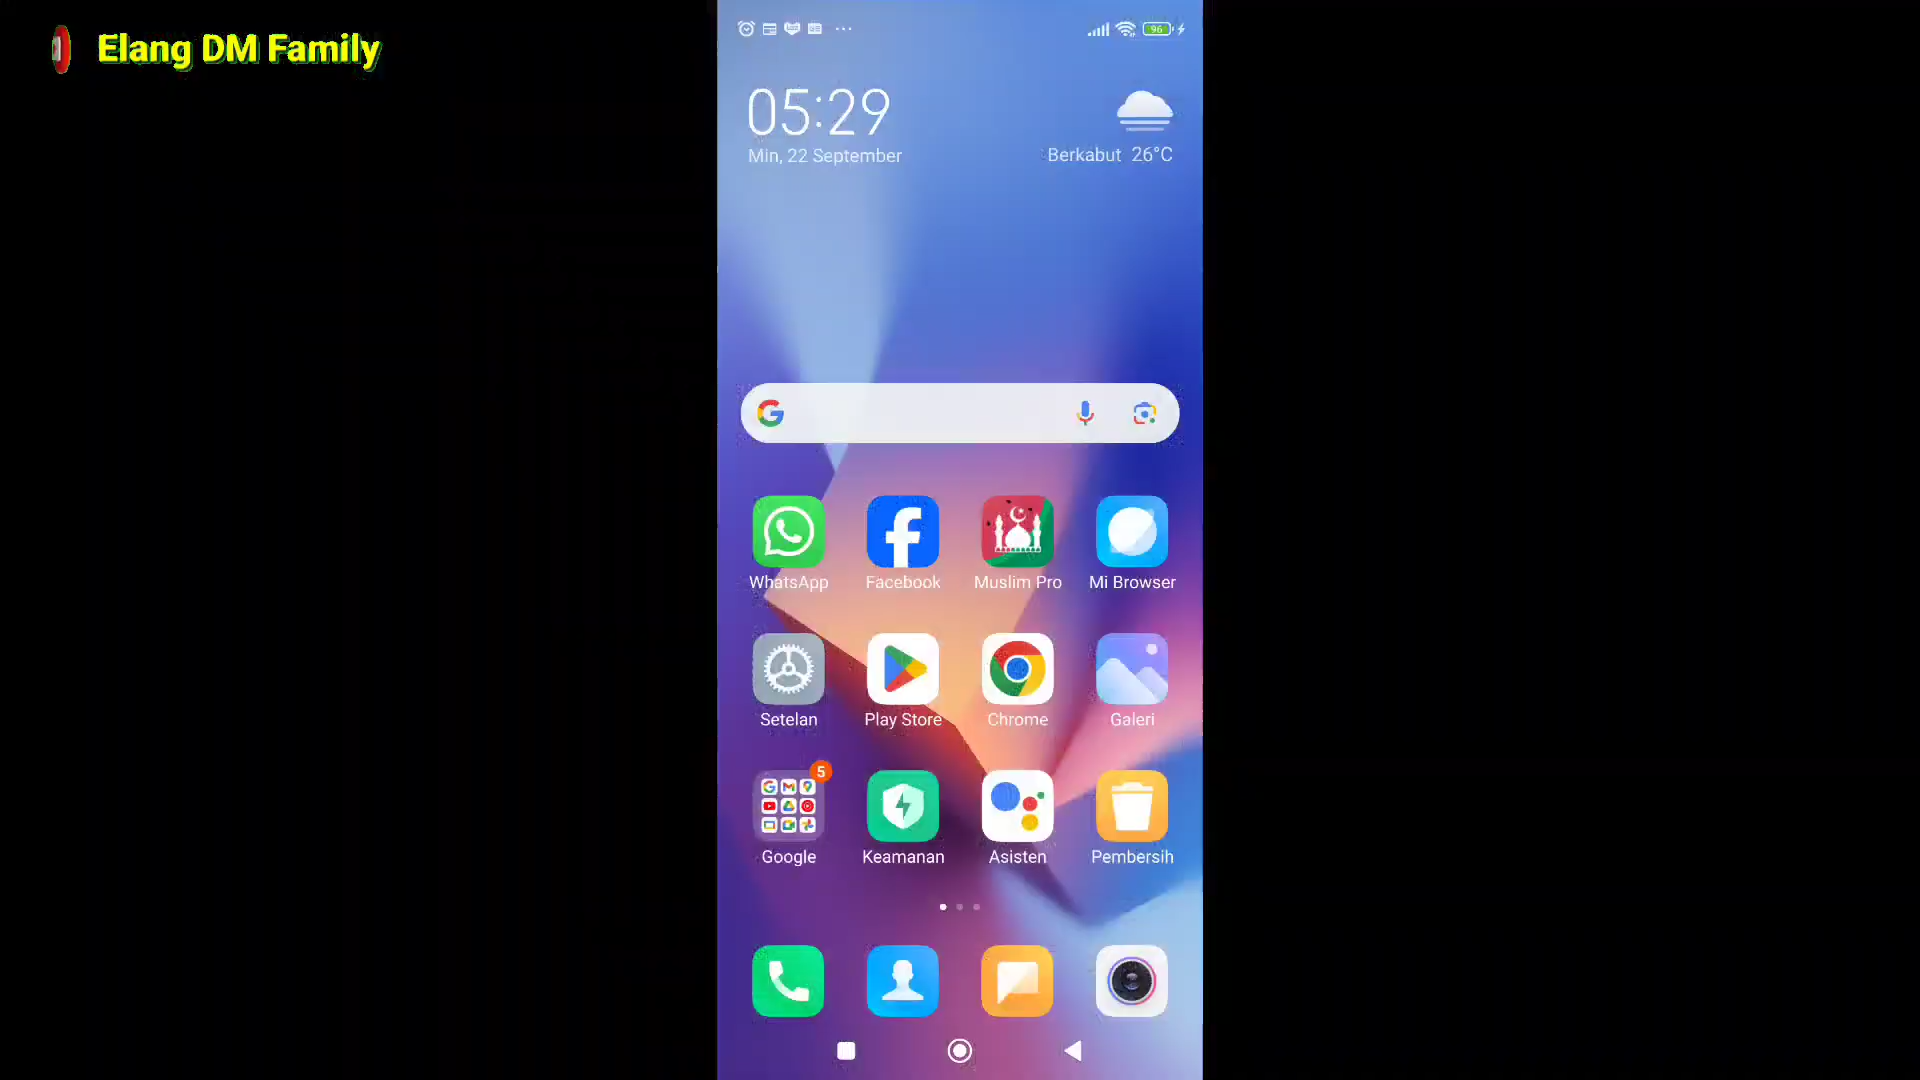 Elang DM Family
96
05:29
Min, 22 September
Berkabut 26°C
WhatsApp Facebook Muslim Pro Mi Browser
Setelan Play Store Chrome Galeri
5
Google Keamanan Asisten Pembersih